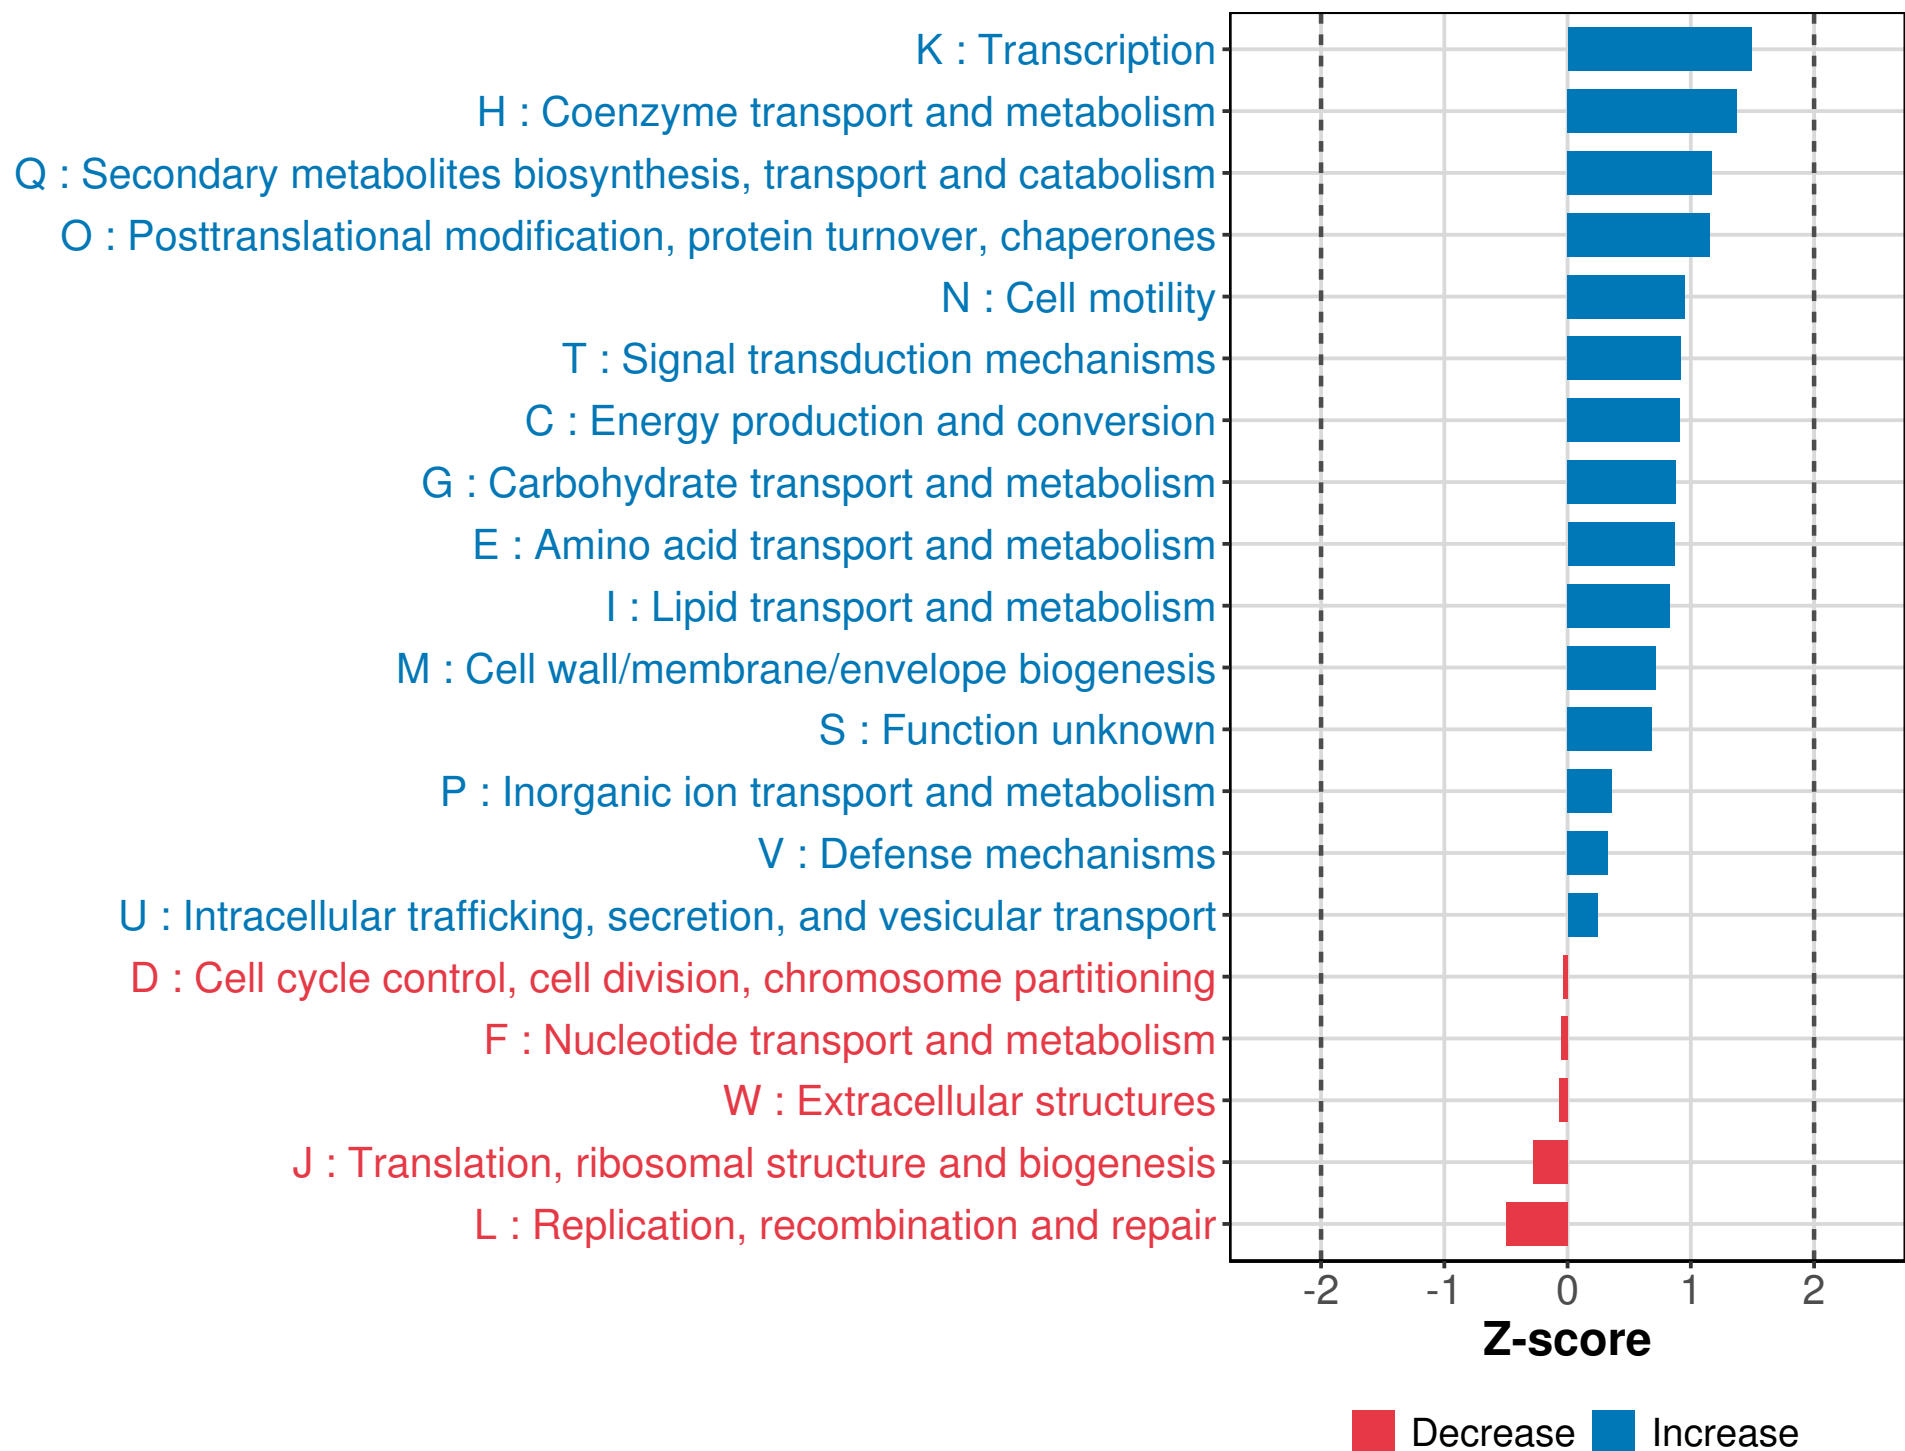 K : Transcription
H : Coenzyme transport and metabolism
Q : Secondary metabolites biosynthesis, transport and catabolism
O : Posttranslational modification, protein turnover, chaperones
N : Cell motility
T : Signal transduction mechanisms
C : Energy production and conversion
G : Carbohydrate transport and metabolism
E : Amino acid transport and metabolism
I : Lipid transport and metabolism
M : Cell wall/membrane/envelope biogenesis
S : Function unknown
P : Inorganic ion transport and metabolism
V : Defense mechanisms
U : Intracellular trafficking, secretion, and vesicular transport
D : Cell cycle control, cell division, chromosome partitioning
F : Nucleotide transport and metabolism
W : Extracellular structures
J : Translation, ribosomal structure and biogenesis
L : Replication, recombination and repair
-2 -1 0 1 2
Z-score
Decrease Increase